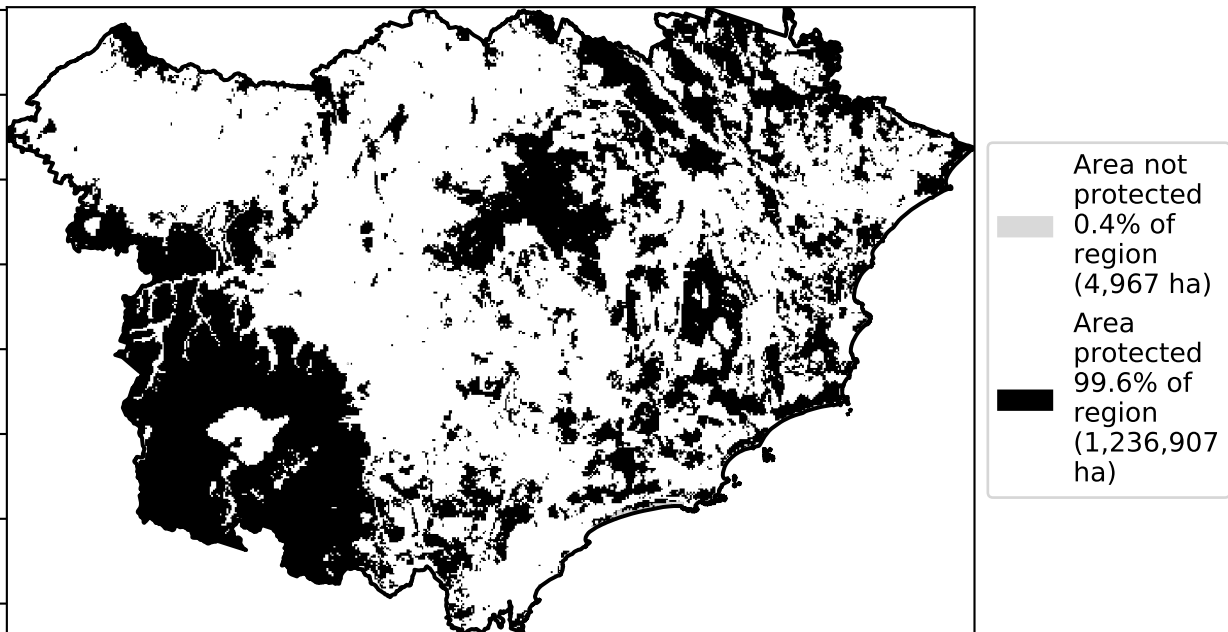 Area not
protected
0.4% of
region
(4,967 ha)
Area
protected
99.6% of
region
(1,236,907
ha)